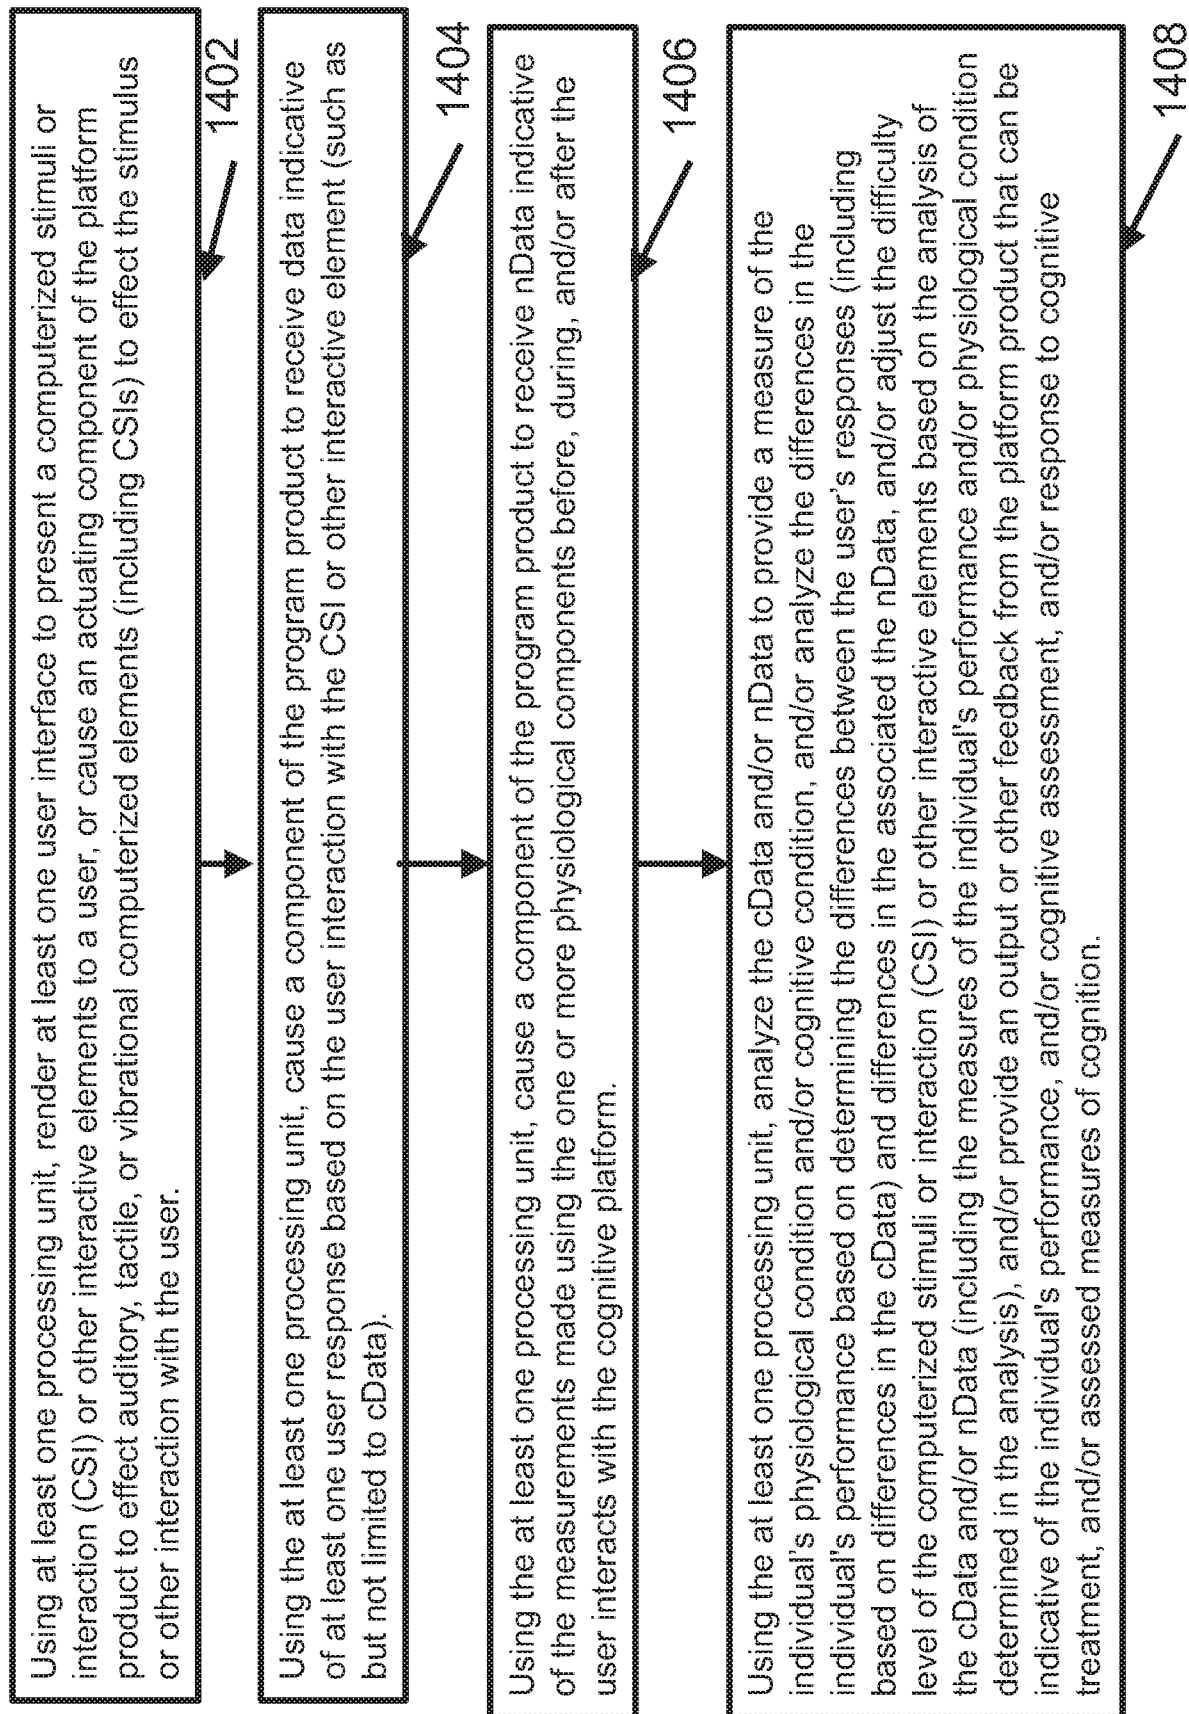 Using at least one processing unit, render at least one user interface to present a computerized stimuli or
interaction (CSI) or other interactive elements to a user, or cause an actuating component of the platform
product to effect auditory, tactile, or vibrational computerized elements (including CSIs) to effect the stimulus
or other interaction with the user.
1402
Using the at least one processing unit, cause a component of the program product to receive data indicative
of at least one user response based on the user interaction with the CSI or other interactive element (such as
but not limited to cData).
1404
Using the at least one processing unit, cause a component of the program product to receive nData indicative
of the measurements made using the one or more physiological components before, during, and/or after the
user interacts with the cognitive platform.
1406
Using the at least one processing unit, analyze the cData and/or nData to provide a measure of the
individual's physiological condition and/or cognitive condition, and/or analyze the differences in the
individual's performance based on determining the differences between the user's responses (including
based on differences in the cData) and differences in the associated the nData, and/or adjust the difficulty
level of the computerized stimuli or interaction (CSI) or other interactive elements based on the analysis of
the cData and/or nData (including the measures of the individual's performance and/or physiological condition
determined in the analysis), and/or provide an output or other feedback from the platform product that can be
indicative of the individual's performance, and/or cognitive assessment, and/or response to cognitive
treatment, and/or assessed measures of cognition.
1408